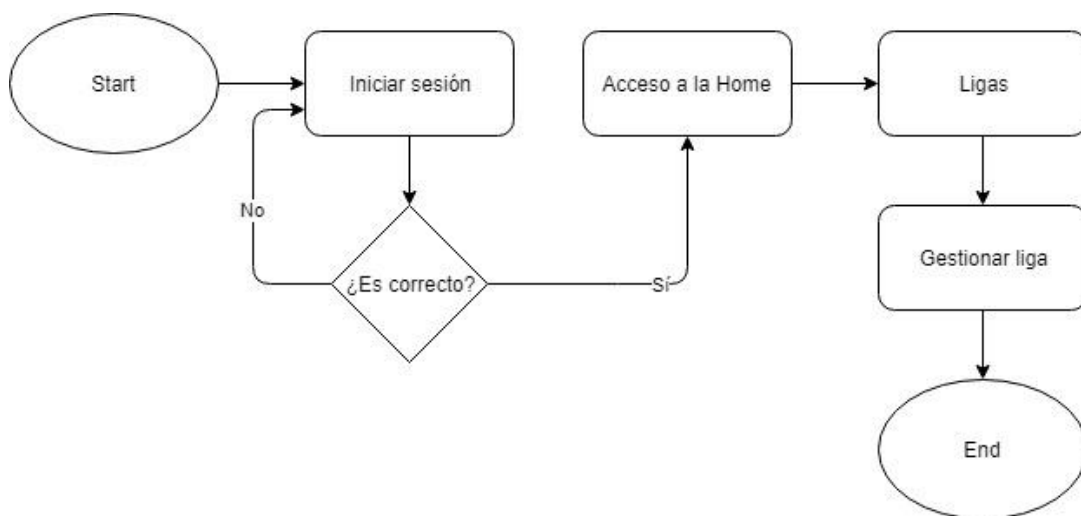 Start
Iniciar sesión
Acceso a la Home
Ligas
No
¿Es correcto?
Sí
Gestionar liga
End